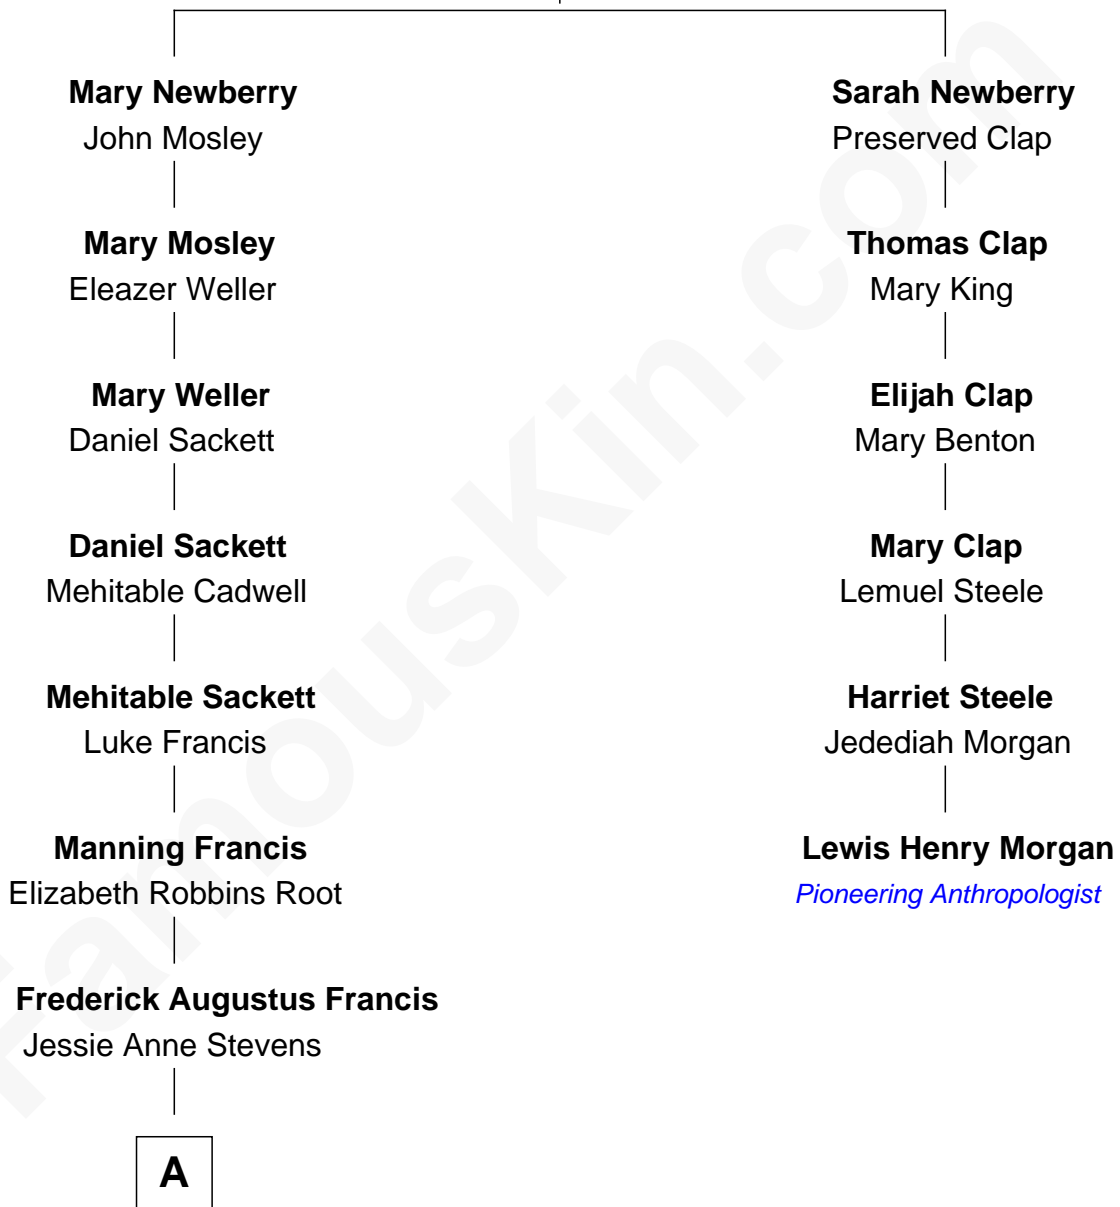 Mary Newberry
John Mosley
Mary Mosley
Eleazer Weller
Mary Weller
Daniel Sackett
Daniel Sackett
Mehitable Cadwell
Mehitable Sackett
Luke Francis
Manning Francis
Elizabeth Robbins Root
Frederick Augustus Francis
Jessie Anne Stevens
A
Sarah Newberry
Preserved Clap
Thomas Clap
Mary King
Elijah Clap
Mary Benton
Mary Clap
Lemuel Steele
Harriet Steele
Jedediah Morgan
Lewis Henry Morgan
Pioneering Anthropologist
FamousKin.com